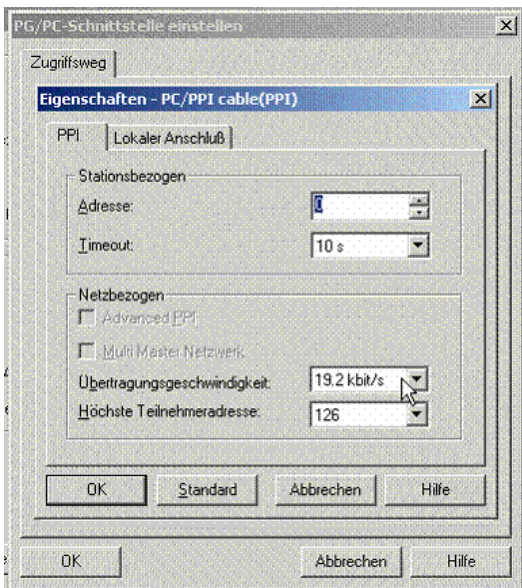 PG/PC-Schnittstelle einstellen
Zugriffsweg
Eigenschaften - PC/PPI cable(PPI)
PPI
Lokaler Anschluß
Stationsbezogen
Adresse:
0
Timeout:
10 s
Netzbezogen
Advanced PPI
Multi Master Netzwerk
Übertragungsgeschwindigkeit:
19.2 kbit/s
Höchste Teilnehmeradresse:
126
OK
Standard
Abbrechen
Hilfe
OK
Abbrechen
Hilfe